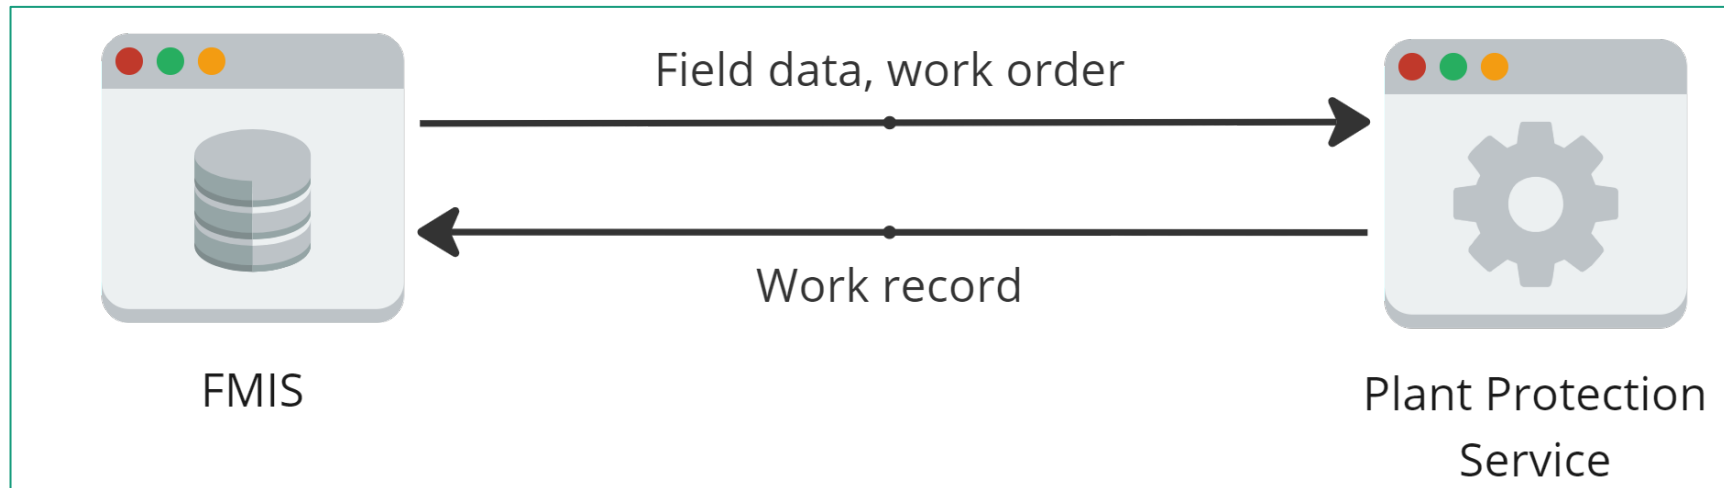 Field data, work order
Work record
FMIS
Plant Protection
Service